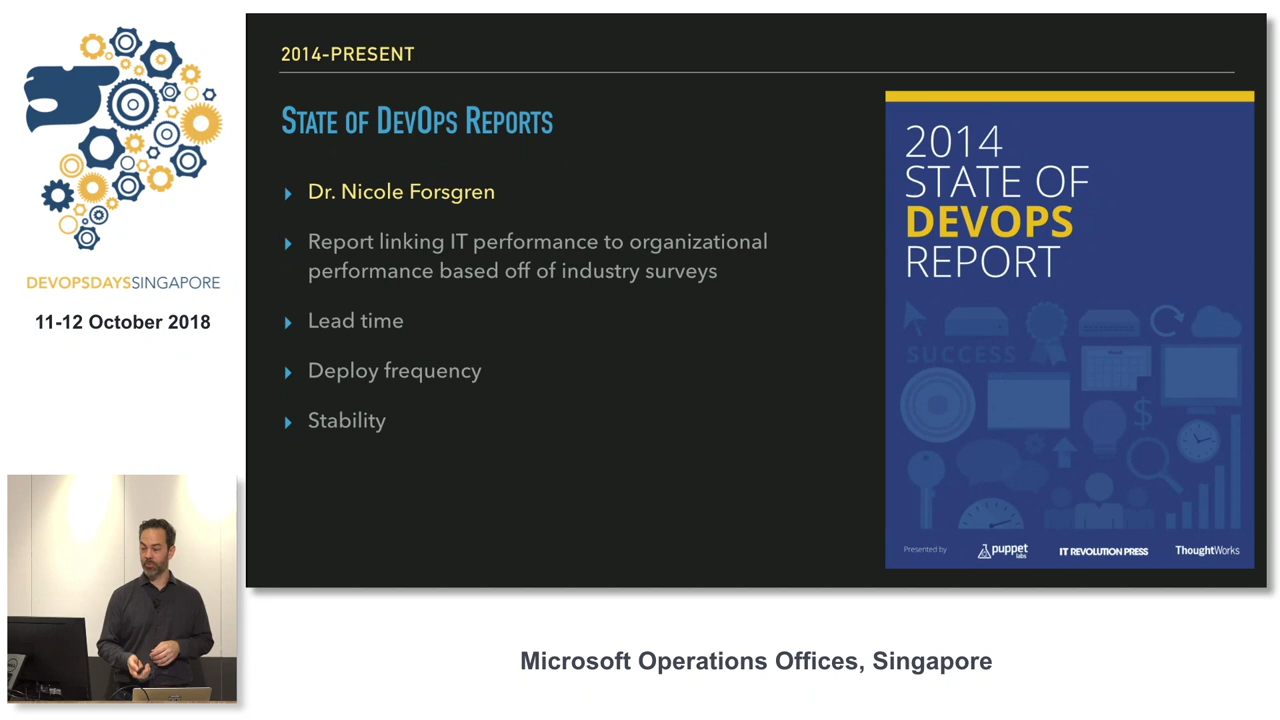 DEVOPSDAYSSINGAPORE
11-12 October 2018
2014-PRESENT
STATE OF DEVOPS REPORTS
Dr. Nicole Forsgren
Report linking IT performance to organizational
performance based off of industry surveys
Lead time
Deploy frequency
Stability
2014
STATE OF
DEVOPS
REPORT
SUCCESS
$
Presented by
puppet
labs
IT REVOLUTION PRESS
ThoughtWorks
Microsoft Operations Offices, Singapore